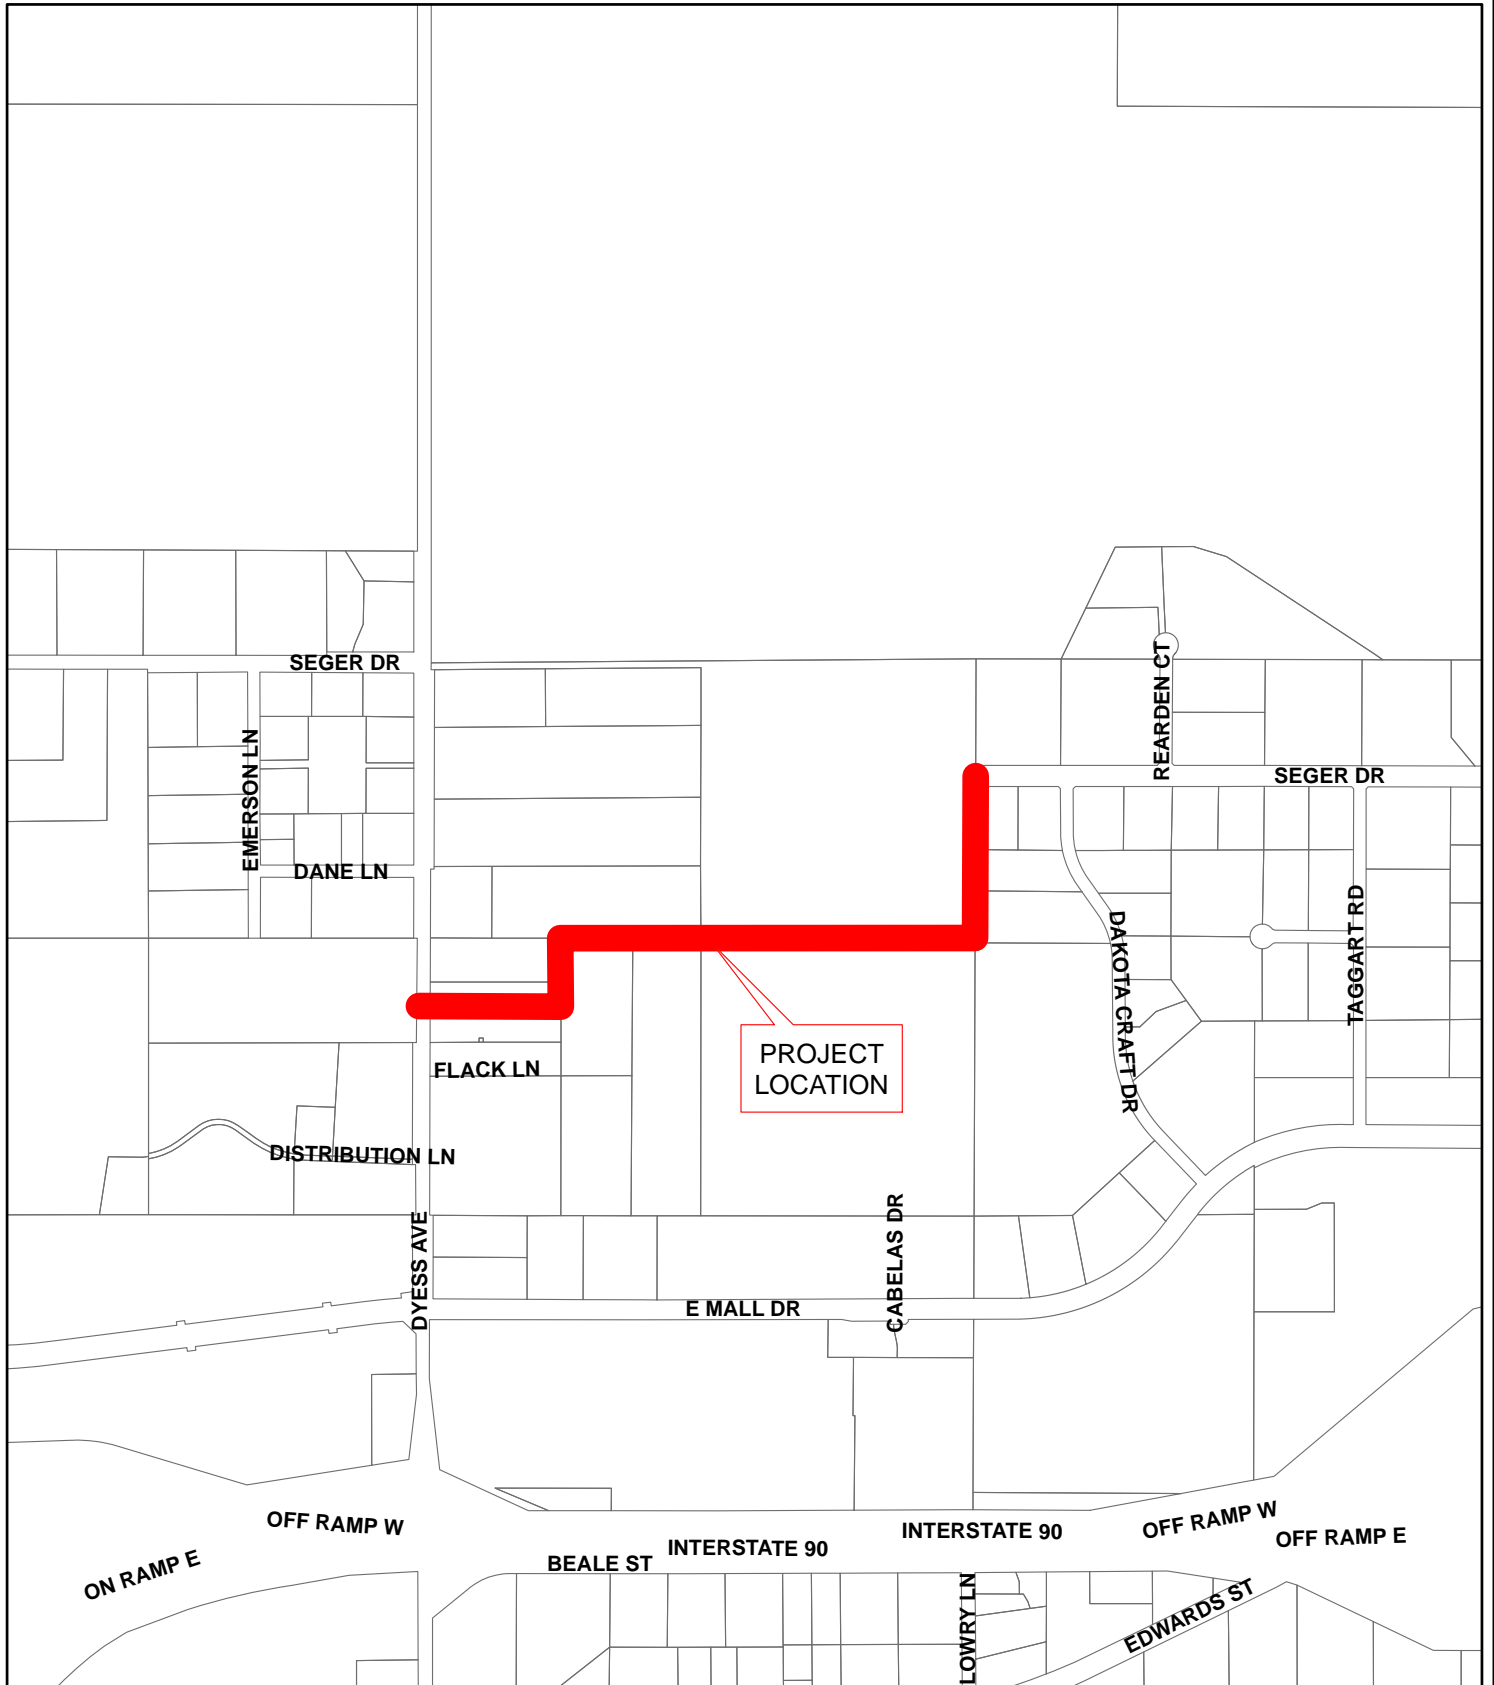 SEGER DR
REARDEN CT
SEGER DR
EMERSON LN
DANE LN
TAGGART RD
DAKOTA CRAFT DR
PROJECT
LOCATION
FLACK LN
DISTRIBUTION LN
DYESS AVE
CABELAS DR
E MALL DR
OFF RAMP W
INTERSTATE 90
INTERSTATE 90
OFF RAMP W
OFF RAMP E
ON RAMP E
BEALE ST
LOWRY LN
EDWARDS ST